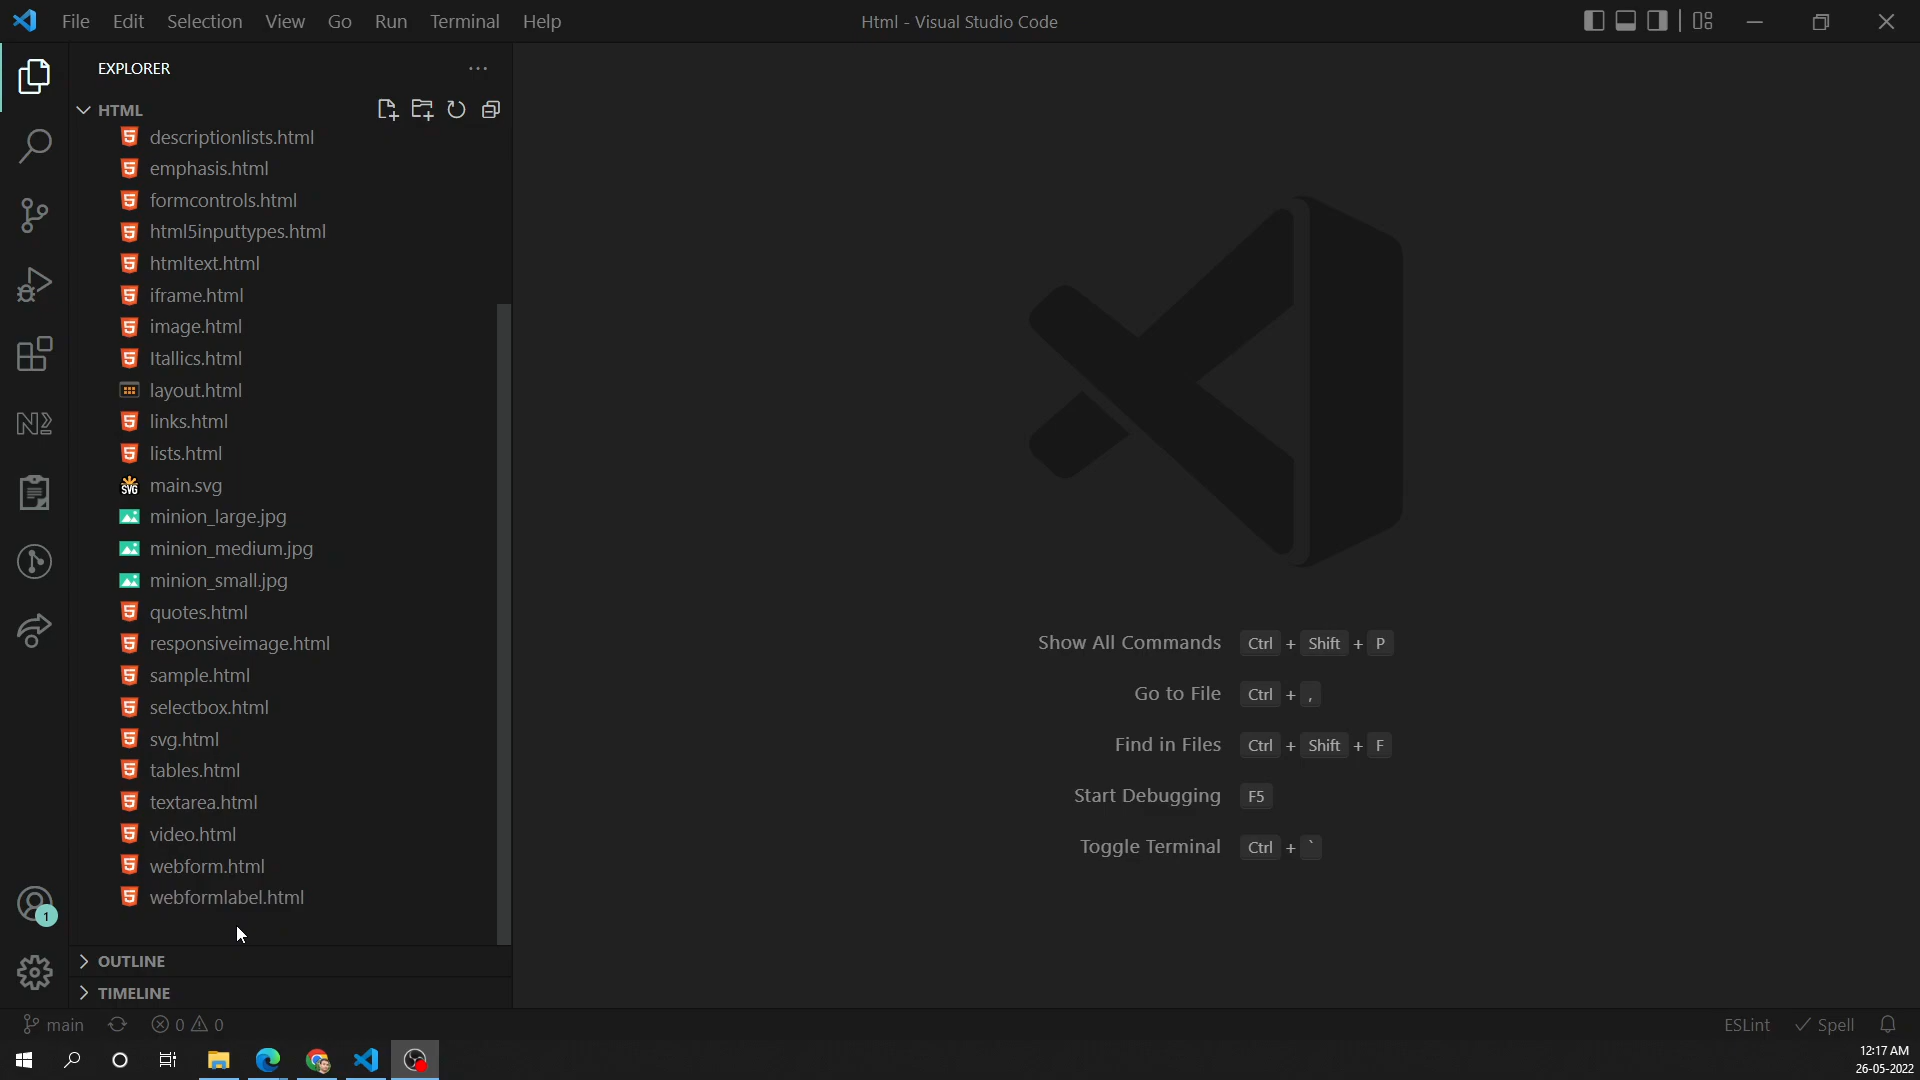 File Edit Selection View Go Run Terminal Help
Html - Visual Studio Code
EXPLORER
HTML
descriptionlists.html
emphasis.html
formcontrols.html
html5inputtypes.html
htmltext.html
iframe.html
image.html
Itallics.html
layout.html
links.html
lists.html
SVG main.svg
minion_large.jpg
minion_medium.jpg
minion_small.jpg
quotes.html
responsiveimage.html
sample.html
selectbox.html
svg.html
tables.html
textarea.html
video.html
webform.html
webformlabel.html
1
OUTLINE
TIMELINE
Show All Commands Ctrl + Shift + P
Go to File Ctrl + ,
Find in Files Ctrl + Shift + F
Start Debugging F5
Toggle Terminal Ctrl + `
main 0 0
ESLint Spell
12:17 AM
26-05-2022